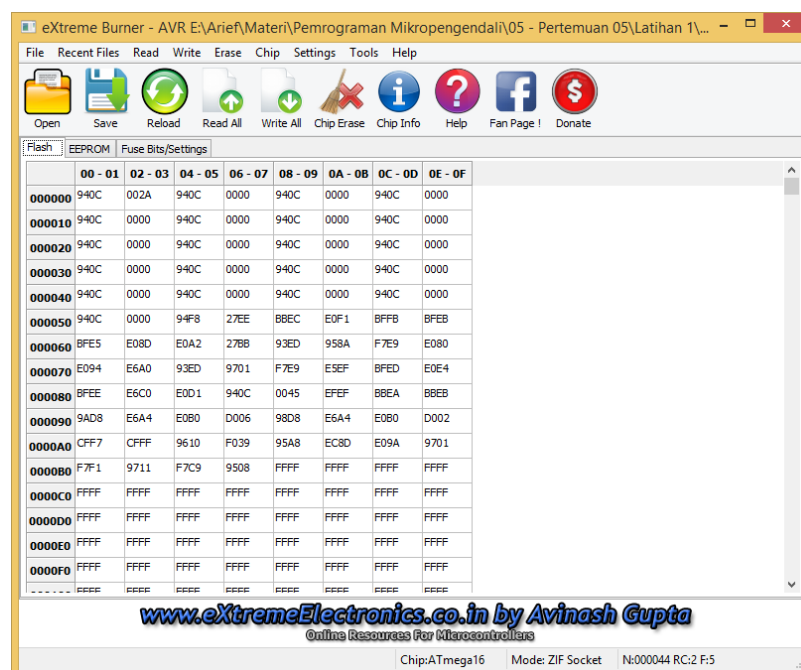 eXtreme Burner - AVR E:\Arief\Materi\Pemrograman Mikropengendali\05 - Pertemuan 05\Latihan 1\...
File Recent Files Read Write Erase Chip Settings Tools Help
Open Save Reload Read All Write All Chip Erase Chip Info Help Fan Page ! Donate
Flash EEPROM Fuse Bits/Settings
00 - 01 02 - 03 04 - 05 06 - 07 08 - 09 0A - 0B 0C - 0D 0E - 0F
000000 940C 002A 940C 0000 940C 0000 940C 0000
000010 940C 0000 940C 0000 940C 0000 940C 0000
000020 940C 0000 940C 0000 940C 0000 940C 0000
000030 940C 0000 940C 0000 940C 0000 940C 0000
000040 940C 0000 940C 0000 940C 0000 940C 0000
000050 940C 0000 94F8 27EE BBEC E0F1 BFFB BFEB
000060 BFE5 E08D E0A2 27BB 93ED 958A F7E9 E080
000070 E094 E6A0 93ED 9701 F7E9 E5EF BFED E0E4
000080 BFEE E6C0 E0D1 940C 0045 EFEF BBEA BBEB
000090 9AD8 E6A4 E0B0 D006 98D8 E6A4 E0B0 D002
0000A0 CFF7 CFFF 9610 F039 95A8 EC8D E09A 9701
0000B0 F7F1 9711 F7C9 9508 FFFF FFFF FFFF FFFF
0000C0 FFFF FFFF FFFF FFFF FFFF FFFF FFFF FFFF
0000D0 FFFF FFFF FFFF FFFF FFFF FFFF FFFF FFFF
0000E0 FFFF FFFF FFFF FFFF FFFF FFFF FFFF FFFF
0000F0 FFFF FFFF FFFF FFFF FFFF FFFF FFFF FFFF
www.eXtremeElectronics.co.in by Avinash Gupta
Online Resources For Microcontrollers
Chip:ATmega16 Mode: ZIF Socket N:000044 RC:2 F:5